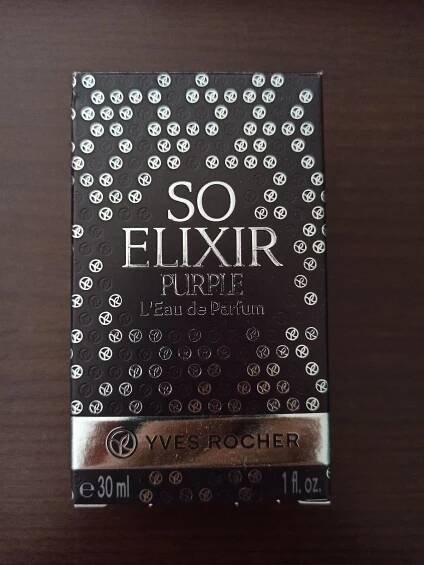 SO
ELIXIR
PURPLE
L'Eau de Parfum
YVES ROCHER
e 30 ml 1 fl. oz.